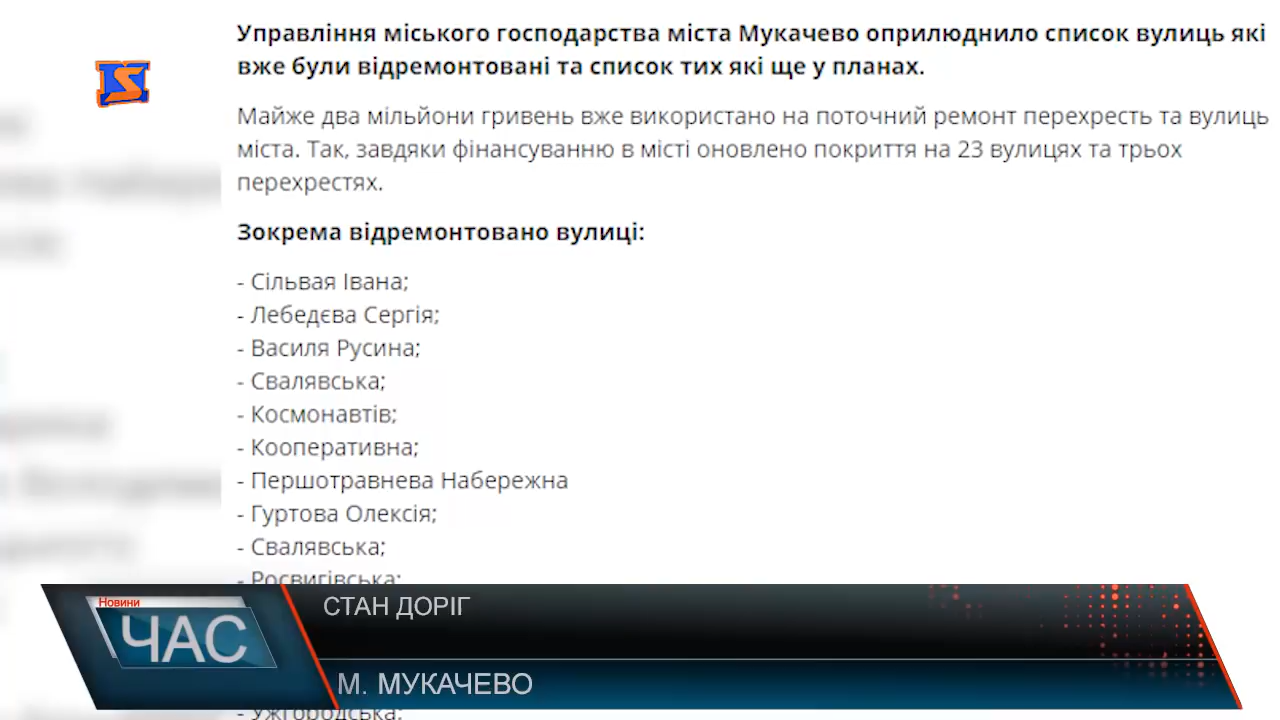 Управління міського господарства міста Мукачево оприлюднило список вулиць які
вже були відремонтовані та список тих які ще у планах.
Майже два мільйони гривень вже використано на поточний ремонт перехресть та вулиць
міста. Так, завдяки фінансуванню в місті оновлено покриття на 23 вулицях та трьох
перехрестях.
Зокрема відремонтовано вулиці:
- Сільвая Івана;
- Лебедєва Сергія;
- Василя Русина;
- Свалявська;
- Космонавтів;
- Кооперативна;
- Першотравнева Набережна
- Гуртова Олексія;
- Свалявська;
- Росвигівська;
Новини
ЧАС
СТАН ДОРІГ
М. МУКАЧЕВО
- Ужгородська;